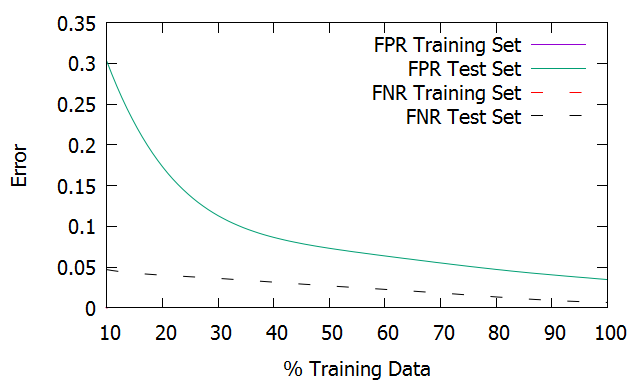 0.35
0.3
0.25
0.2
0.15
0.1
0.05
0
Error
FPR Training Set
FPR Test Set
FNR Training Set
FNR Test Set
10 20 30 40 50 60 70 80 90 100
% Training Data